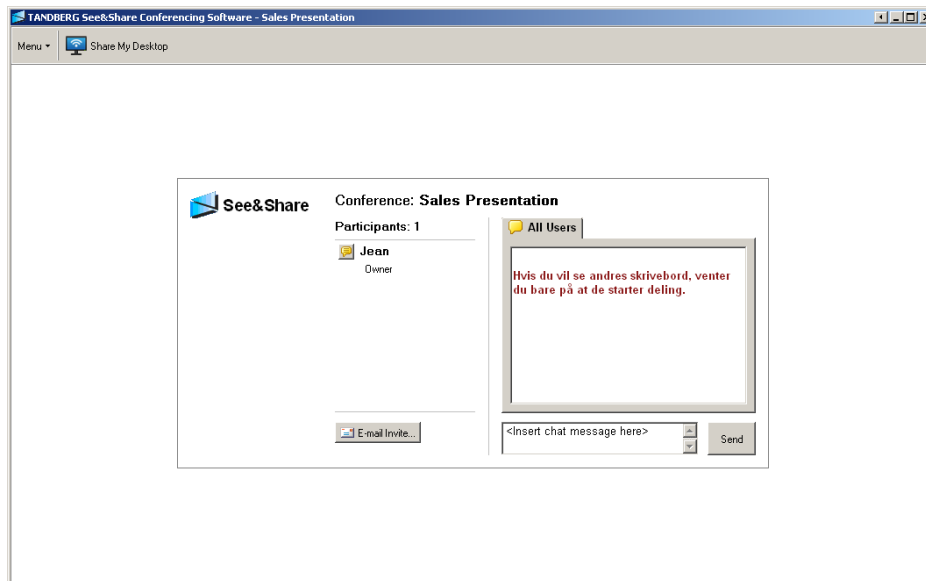 TANDBERG See&Share Conferencing Software - Sales Presentation
Menu
Share My Desktop
See&Share
Conference: Sales Presentation
Participants: 1
All Users
Jean
Owner
Hvis du vil se andres skrivebord, venter
du bare på at de starter deling.
E-mail Invite...
<Insert chat message here>
Send